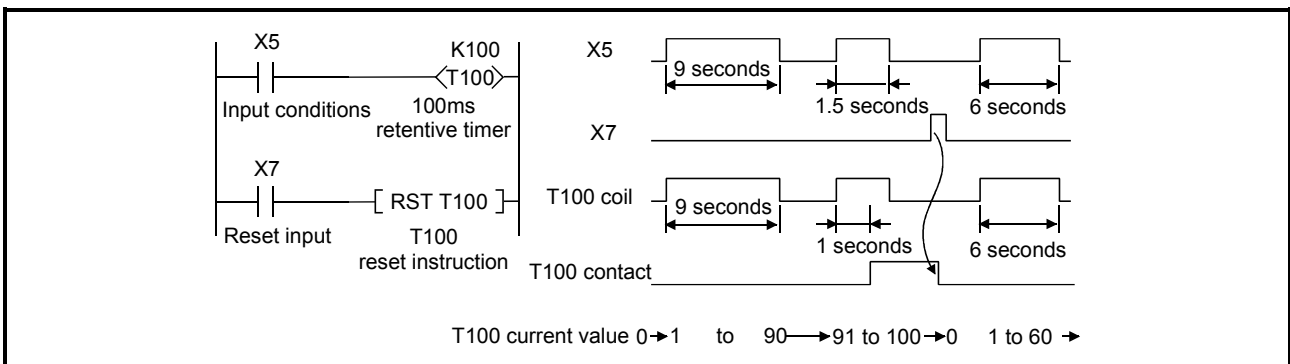 X5
K100
T100
Input conditions
100ms
retentive timer
X7
RST T100
Reset input
T100
reset instruction
X5
9 seconds
1.5 seconds
6 seconds
X7
T100 coil
9 seconds
1 seconds
6 seconds
T100 contact
T100 current value 0→1 to 90→91 to 100→0 1 to 60→